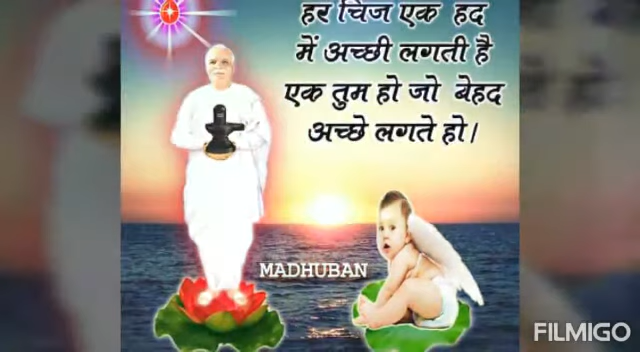 हर चिज एक हद
में अच्छी लगती है
एक तुम हो जो बेहद
अच्छे लगते हो।
MADHUBAN
FILMIGO